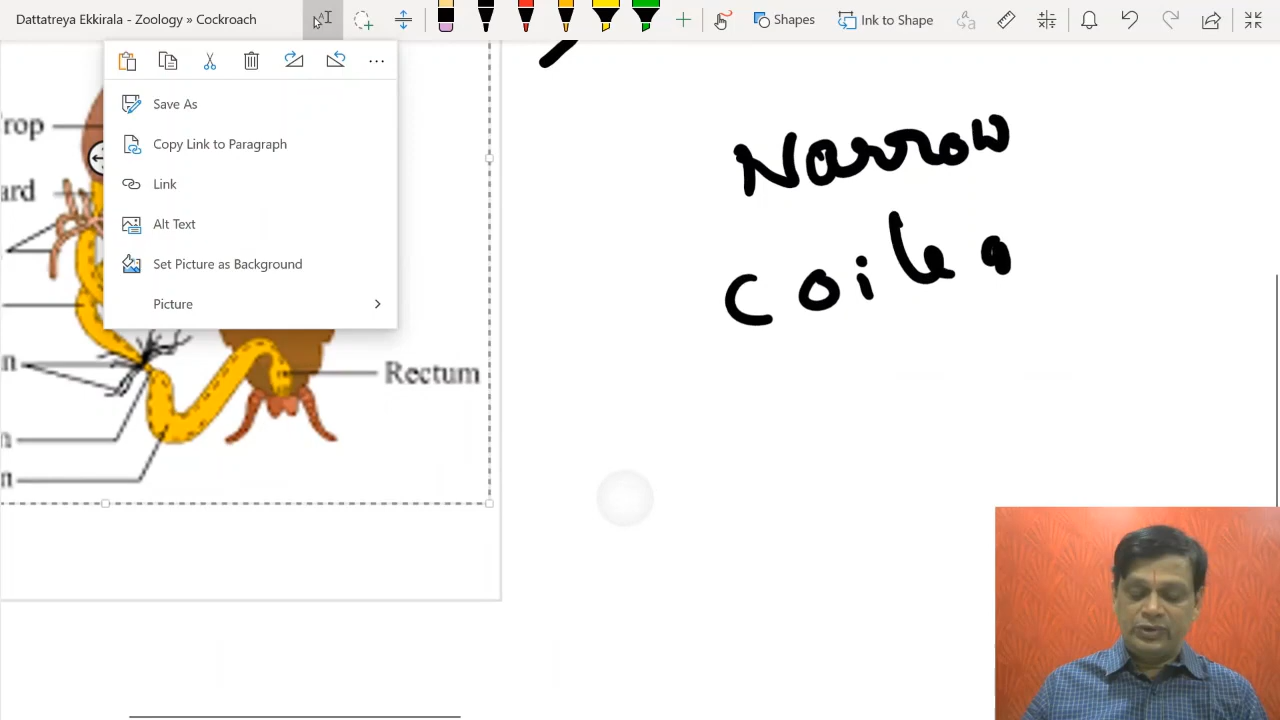 Dattatreya Ekkirala - Zoology » Cockroach
Shapes
Ink to Shape
Save As
Copy Link to Paragraph
Link
Alt Text
Set Picture as Background
Picture
rop
ard
n
Rectum
n
n
Narrow